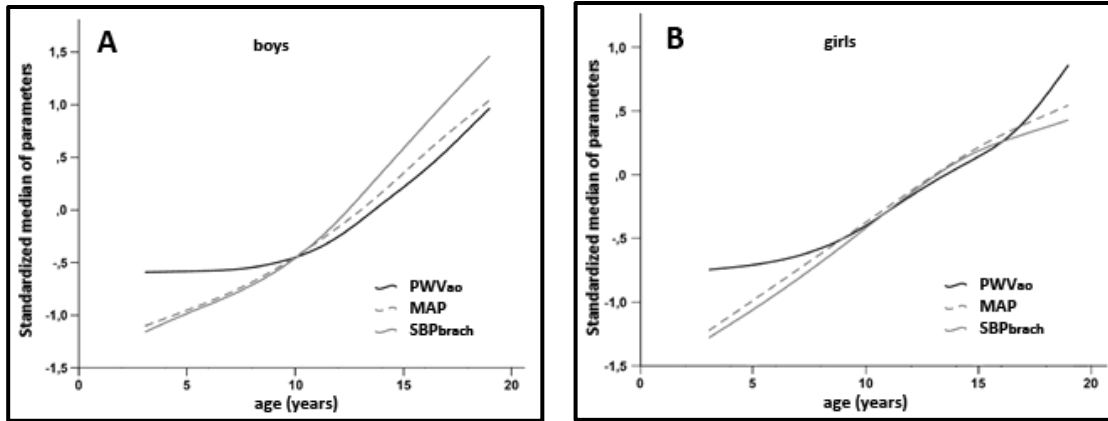 A
boys
Standardized median of parameters
1,5
1,0
,5
,0
-,5
-1,0
-1,5
PWVao
MAP
SBPbrach
0
5
10
15
20
age (years)
B
girls
Standardized median of parameters
1,0
,5
,0
-,5
-1,0
-1,5
PWVao
MAP
SBPbrach
0
5
10
15
20
age (years)